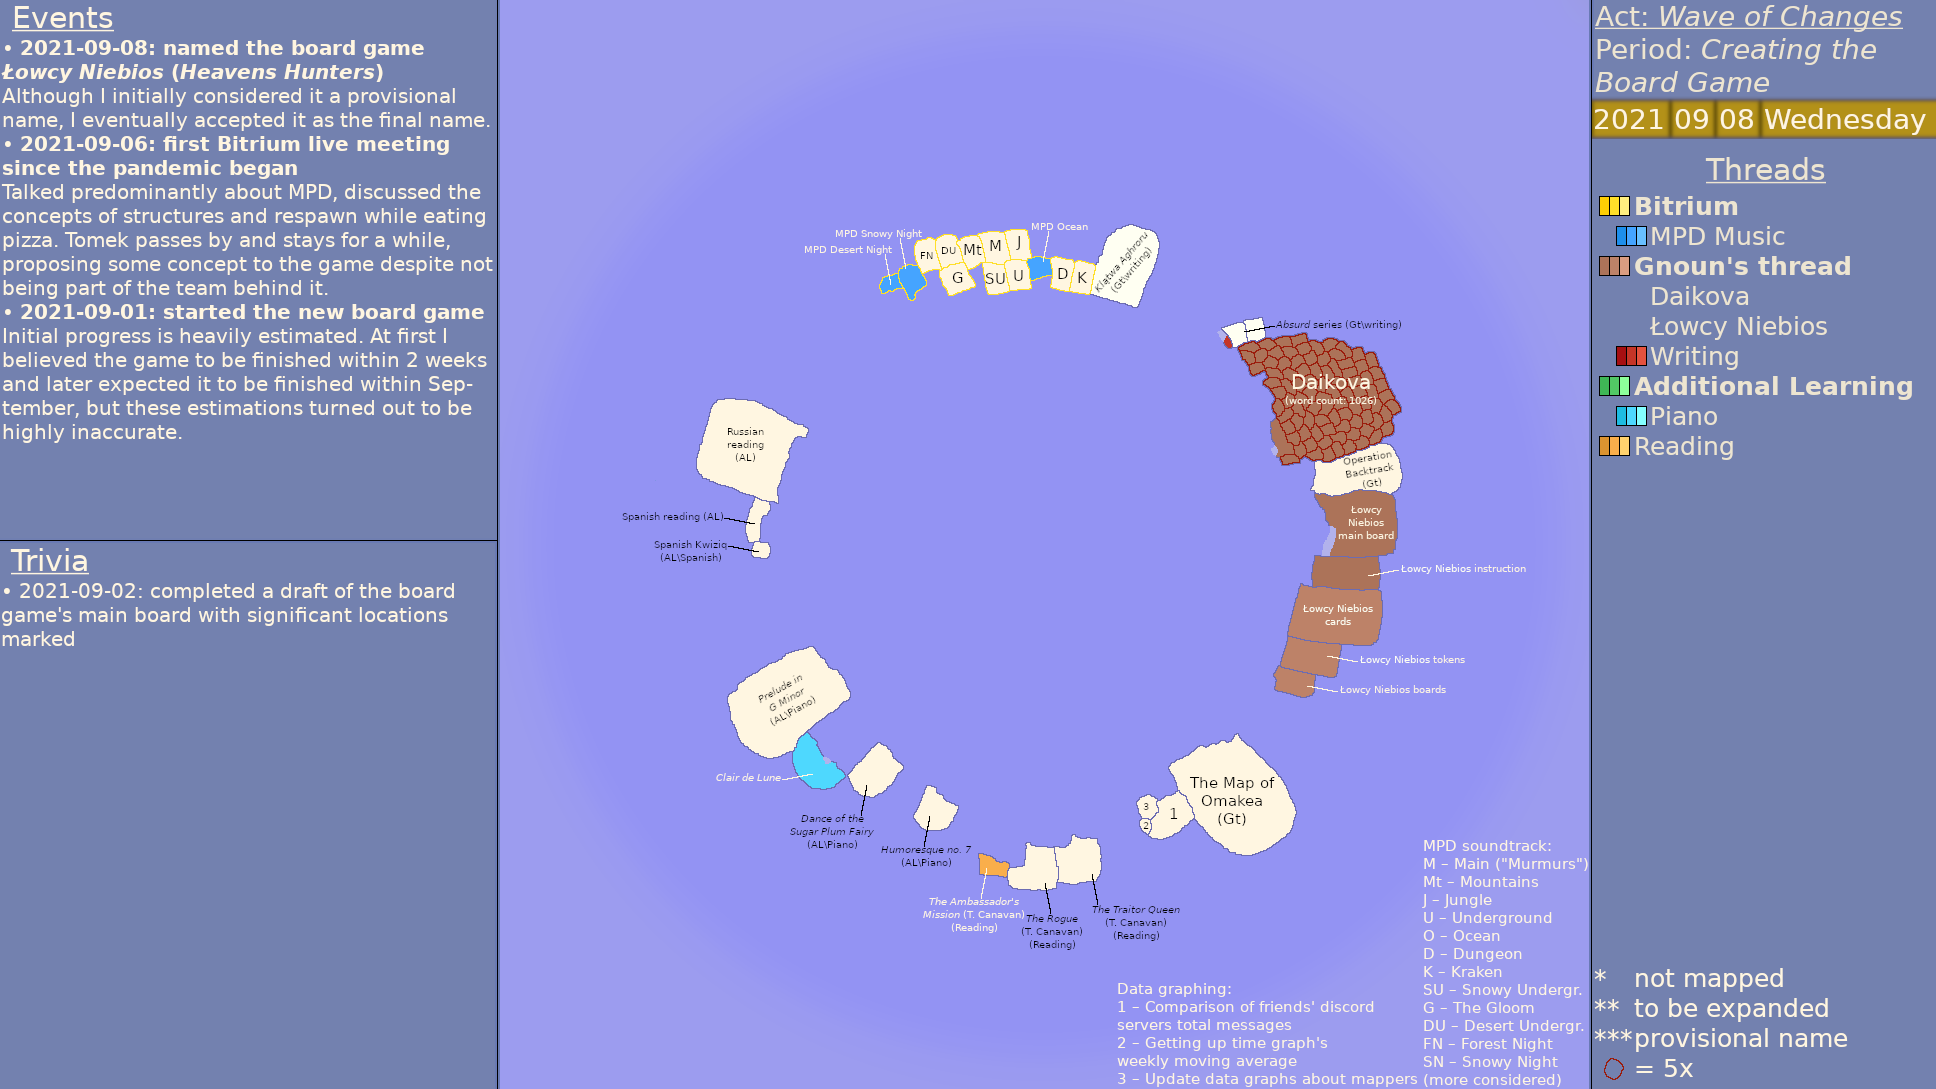 Events
• 2021-09-08: named the board game
Łowcy Niebios (Heavens Hunters)
Although I initially considered it a provisional
name, I eventually accepted it as the final name.
• 2021-09-06: first Bitrium live meeting
since the pandemic began
Talked predominantly about MPD, discussed the
concepts of structures and respawn while eating
pizza. Tomek passes by and stays for a while,
proposing some concept to the game despite not
being part of the team behind it.
• 2021-09-01: started the new board game
Initial progress is heavily estimated. At first I
believed the game to be finished within 2 weeks
and later expected it to be finished within Sep-
tember, but these estimations turned out to be
highly inaccurate.
Trivia
• 2021-09-02: completed a draft of the board
game's main board with significant locations
marked
MPD Snowy Night
MPD Desert Night
FN
DU
Mt
M
J
MPD Ocean
G
SU
U
D
K
Klątwa Aghroru
(Gt\writing)
Absurd series (Gt\writing)
Daikova
(word count: 1026)
Operation
Backtrack
(Gt)
Łowcy
Niebios
main board
Łowcy Niebios instruction
Łowcy Niebios
cards
Łowcy Niebios tokens
Łowcy Niebios boards
Russian
reading
(AL)
Spanish reading (AL)
Spanish Kwiziq
(AL\Spanish)
Prelude in
G Minor
(AL\Piano)
Clair de Lune
Dance of the
Sugar Plum Fairy
(AL\Piano)
Humoresque no. 7
(AL\Piano)
The Ambassador's
Mission (T. Canavan)
(Reading)
The Rogue
(T. Canavan)
(Reading)
The Traitor Queen
(T. Canavan)
(Reading)
The Map of
Omakea
(Gt)
3
2
1
Data graphing:
1 – Comparison of friends' discord
servers total messages
2 – Getting up time graph's
weekly moving average
3 – Update data graphs about mappers
MPD soundtrack:
M – Main ("Murmurs")
Mt – Mountains
J – Jungle
U – Underground
O – Ocean
D – Dungeon
K – Kraken
SU – Snowy Undergr.
G – The Gloom
DU – Desert Undergr.
FN – Forest Night
SN – Snowy Night
(more considered)
Act: Wave of Changes
Period: Creating the
Board Game
2021 09 08 Wednesday
Threads
Bitrium
MPD Music
Gnoun's thread
Daikova
Łowcy Niebios
Writing
Additional Learning
Piano
Reading
* not mapped
** to be expanded
*** provisional name
= 5x